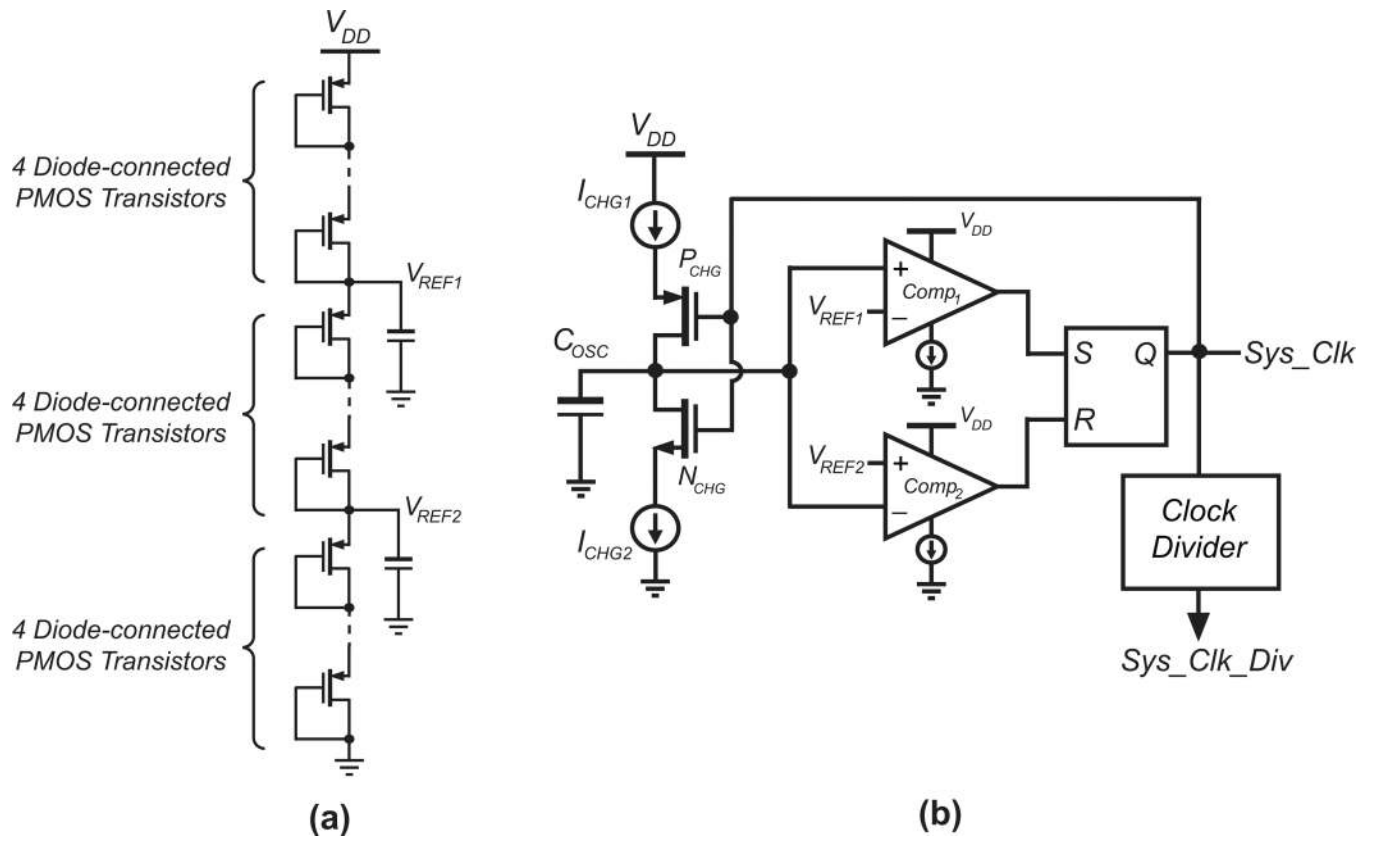 V_DD
4 Diode-connected
PMOS Transistors
V_REF1
4 Diode-connected
PMOS Transistors
V_REF2
4 Diode-connected
PMOS Transistors
(a)
V_DD
I_CHG1
P_CHG
C_OSC
N_CHG
I_CHG2
V_DD
+
Comp_1
V_REF1
−
V_DD
V_REF2
+
Comp_2
−
S
Q
R
Sys_Clk
Clock
Divider
Sys_Clk_Div
(b)